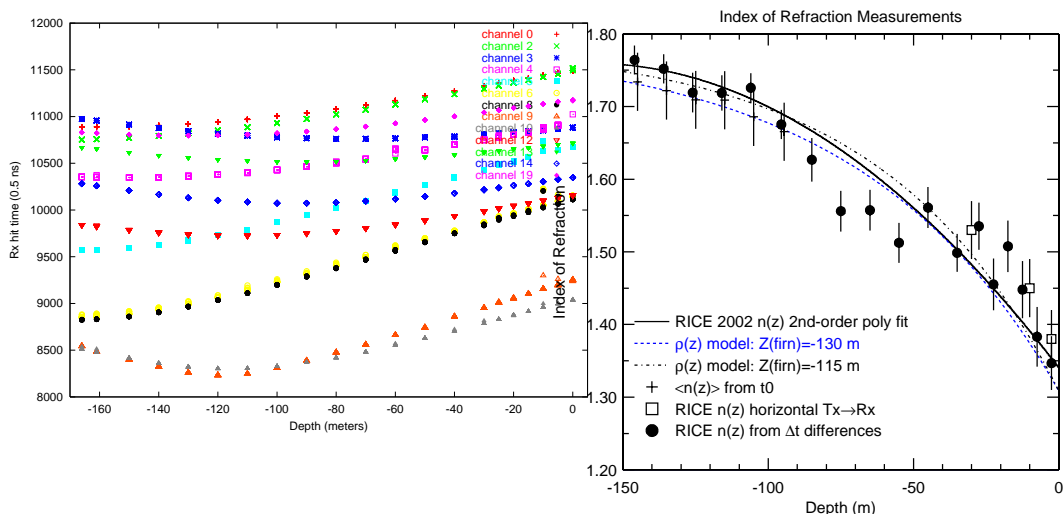 12000
11500
11000
10500
10000
9500
9000
8500
8000
-160
-140
-120
-100
-80
-60
-40
-20
0
Rx hit time (0.5 ns)
Depth (meters)
channel 0
channel 2
channel 3
channel 4
channel 6
channel 8
channel 9
channel 10
channel 12
channel 13
channel 14
channel 19
Index of Refraction Measurements
1.80
1.70
1.60
1.50
1.40
1.30
1.20
-150
-100
-50
0
Index of Refraction
Depth (m)
RICE 2002 n(z) 2nd-order poly fit
ρ(z) model: Z(firn)=-130 m
ρ(z) model: Z(firn)=-115 m
<n(z)> from t0
RICE n(z) horizontal Tx→Rx
RICE n(z) from Δt differences